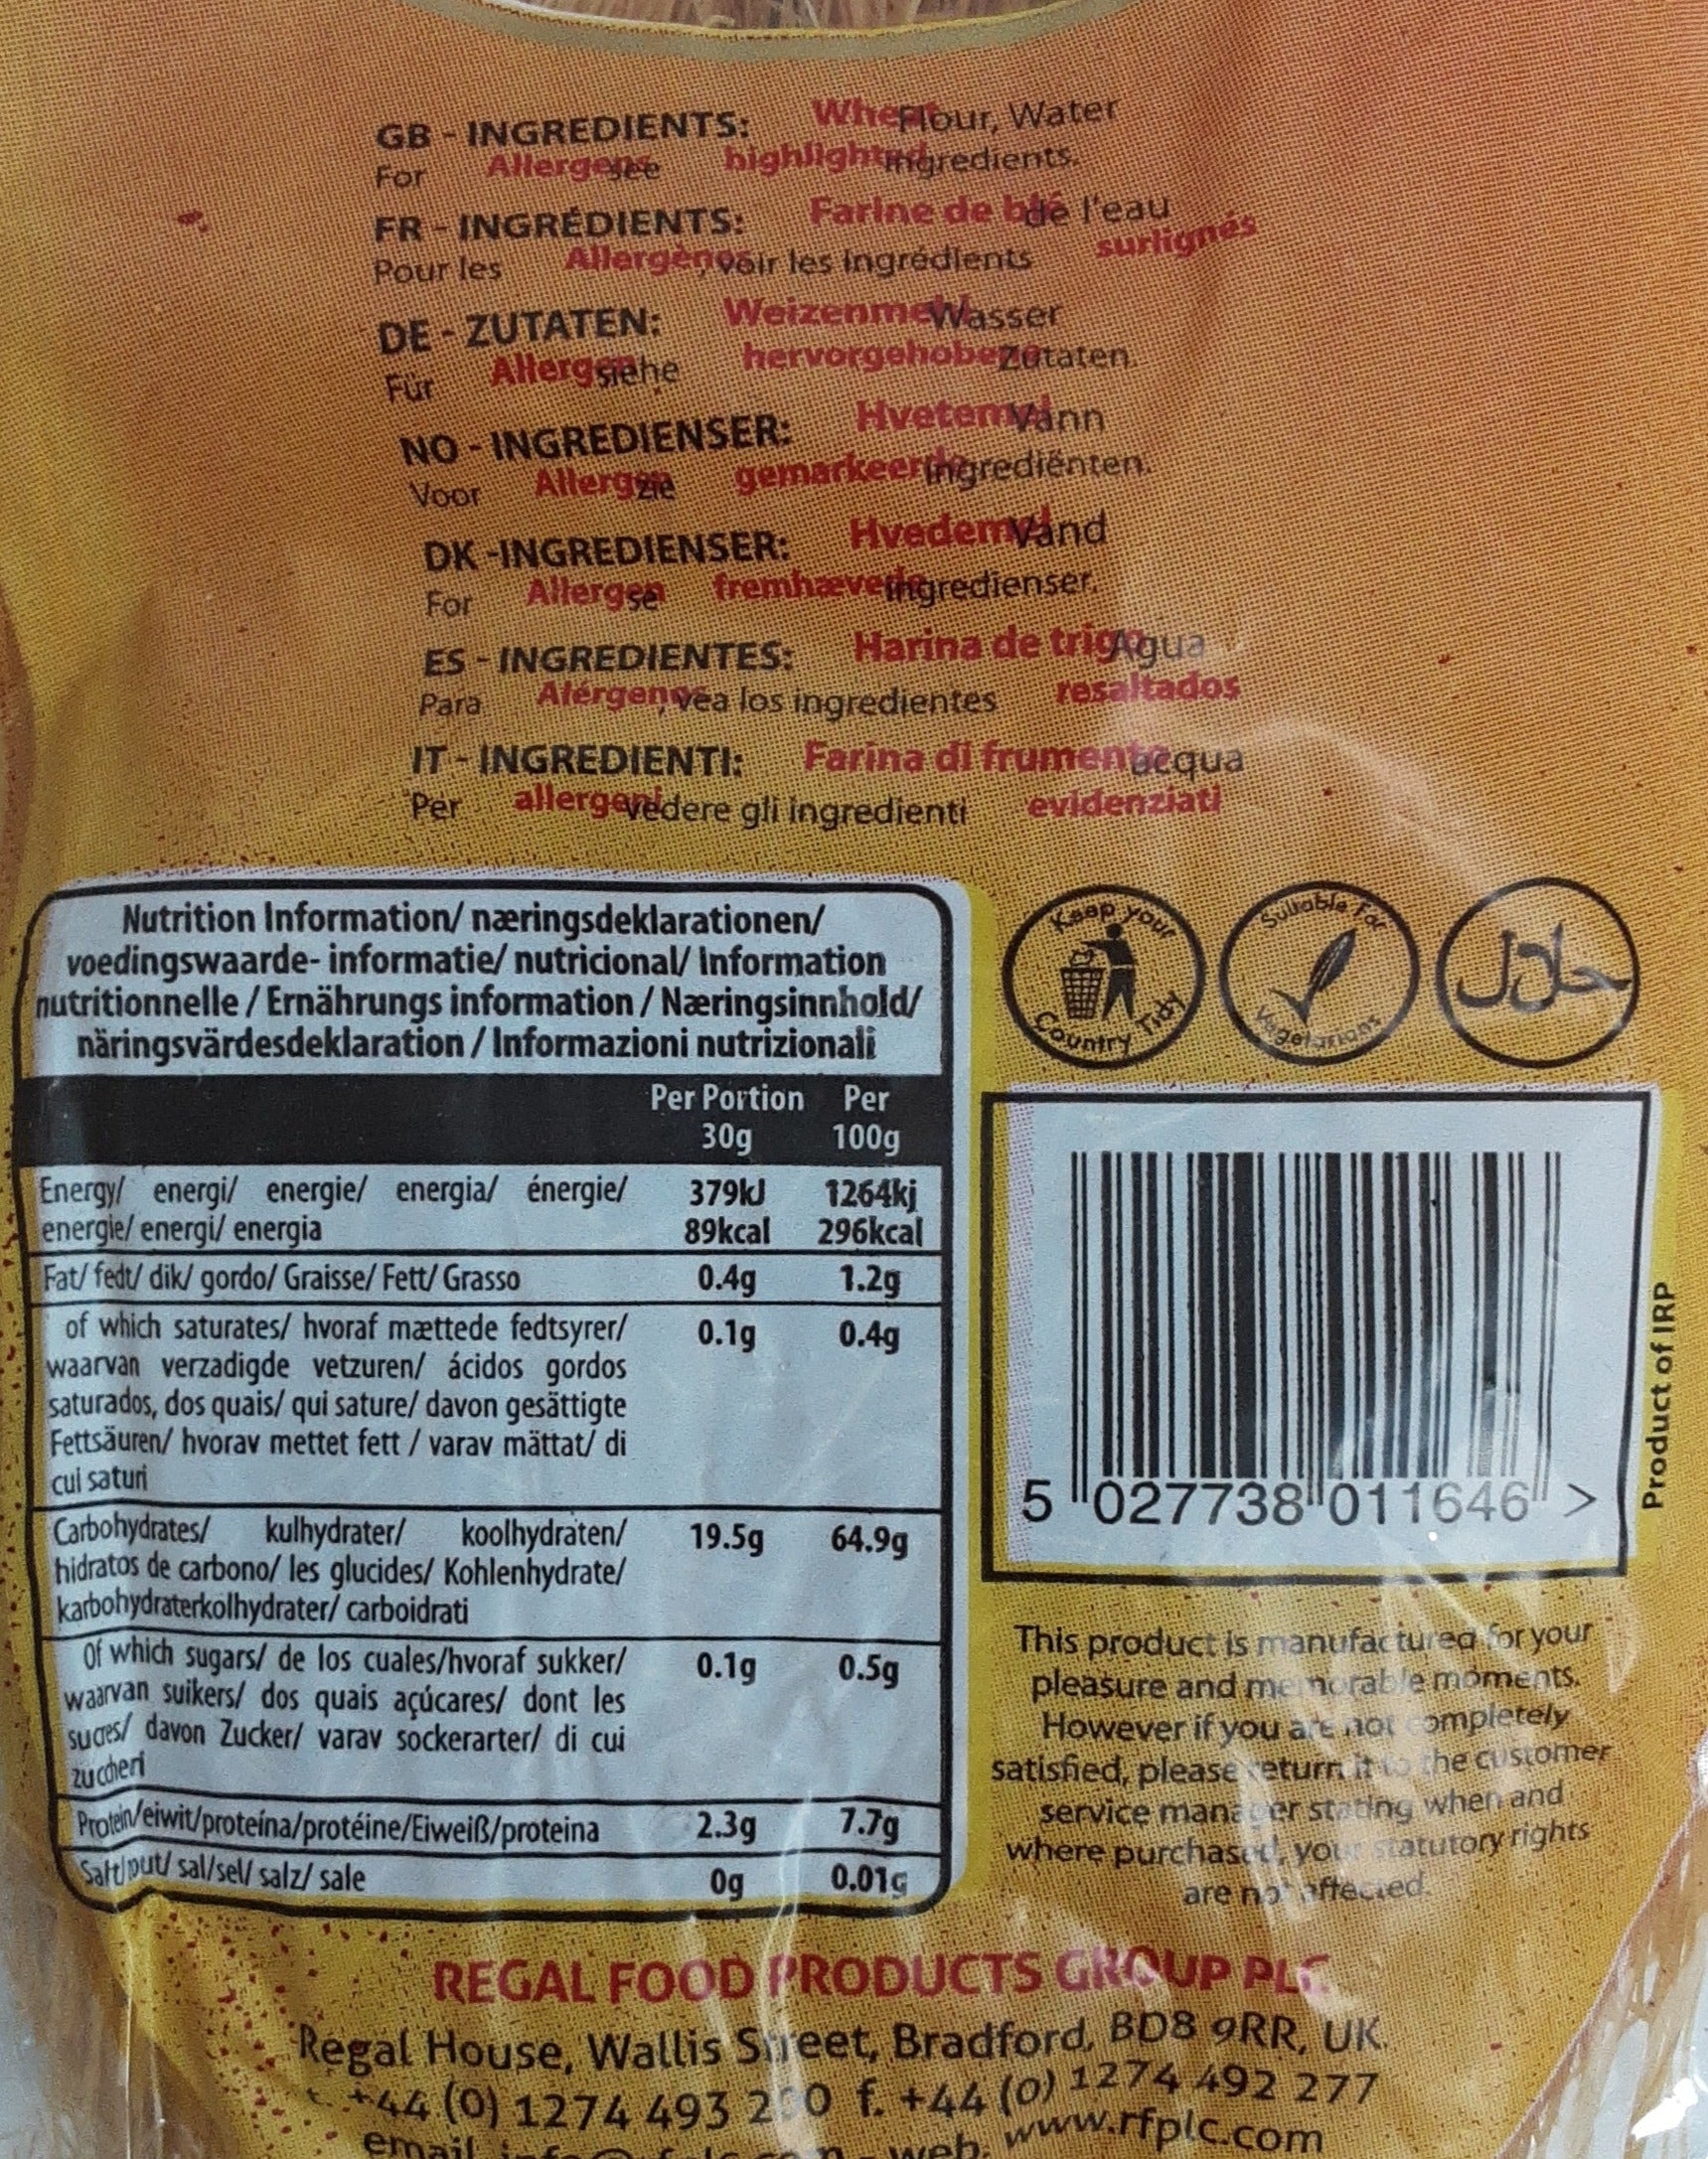 GB - INGREDIENTS: Wheat Flour, Water
For Allergens see highlighted ingredients.
FR - INGRÉDIENTS: Farine de blé de l'eau
Pour les Allergènes, voir les ingrédients surlignés
DE - ZUTATEN: Weizenmehl Wasser
Für Allergene siehe hervorgehobene Zutaten.
NO - INGREDIENSER: Hvetemel Vann
Voor Allergeen zie gemarkeerde ingrediënten.
DK -INGREDIENSER: Hvedemel Vand
For Allergen se fremhævede ingredienser.
ES - INGREDIENTES: Harina de trigo Agua
Para Alérgenos, vea los ingredientes resaltados
IT - INGREDIENTI: Farina di frumento acqua
Per allergeni vedere gli ingredienti evidenziati
Nutrition Information/ næringsdeklarationen/
voedingswaarde- informatie/ nutricional/ Information
nutritionnelle / Ernährungs information / Næringsinnhold/
näringsvärdesdeklaration / Informazioni nutrizionali
Per Portion Per
30g 100g
Energy/ energi/ energie/ energia/ énergie/ 379kJ 1264kj
energie/ energi/ energia 89kcal 296kcal
Fat/ fedt/ dik/ gordo/ Graisse/ Fett/ Grasso 0.4g 1.2g
of which saturates/ hvoraf mættede fedtsyrer/ 0.1g 0.4g
waarvan verzadigde vetzuren/ ácidos gordos
saturados, dos quais/ qui sature/ davon gesättigte
Fettsäuren/ hvorav mettet fett / varav mättat/ di
cui saturi
Carbohydrates/ kulhydrater/ koolhydraten/ 19.5g 64.9g
hidratos de carbono/ les glucides/ Kohlenhydrate/
karbohydraterkolhydrater/ carboidrati
Of which sugars/ de los cuales/hvoraf sukker/ 0.1g 0.5g
waarvan suikers/ dos quais açúcares/ dont les
sucres/ davon Zucker/ varav sockerarter/ di cui
zuccheri
Protein/eiwit/proteína/protéine/Eiweiß/proteina 2.3g 7.7g
Salt/put/ sal/sel/ salz/ sale 0g 0.01g
Keep your
Country Tidy
Suitable For
Vegetarians
حلال
5 027738 011646 >
Product of IRP
This product is manufactured for your
pleasure and memorable moments.
However if you are not completely
satisfied, please return it to the customer
service manager stating when and
where purchased, your statutory rights
are not affected.
REGAL FOOD PRODUCTS GROUP PLC
Regal House, Wallis Street, Bradford, BD8 9RR, UK.
t. +44 (0) 1274 493 200 f. +44 (0) 1274 492 277
email web. www.rfplc.com